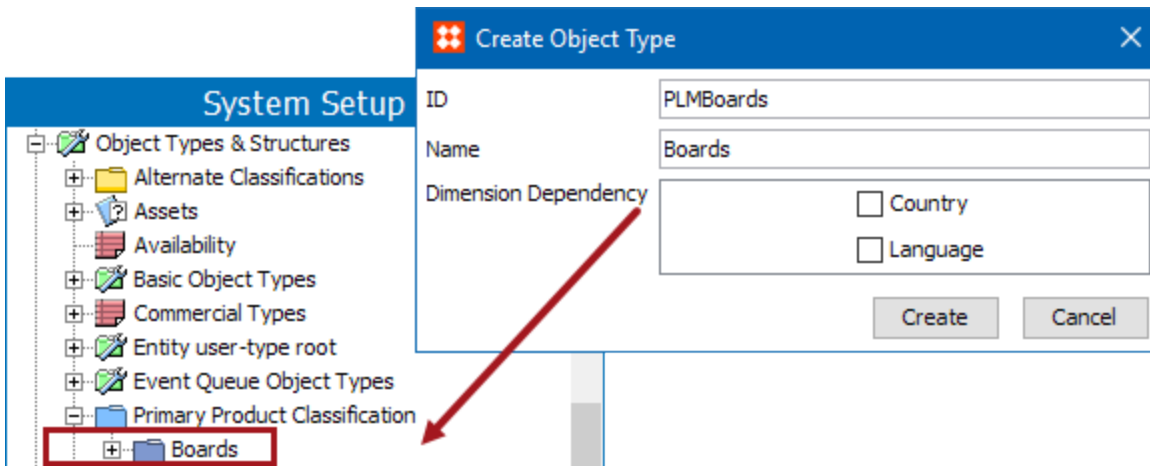 Create Object Type
ID
PLMBoards
Name
Boards
Dimension Dependency
Country
Language
Create
Cancel
System Setup
Object Types & Structures
Alternate Classifications
Assets
Availability
Basic Object Types
Commercial Types
Entity user-type root
Event Queue Object Types
Primary Product Classification
Boards